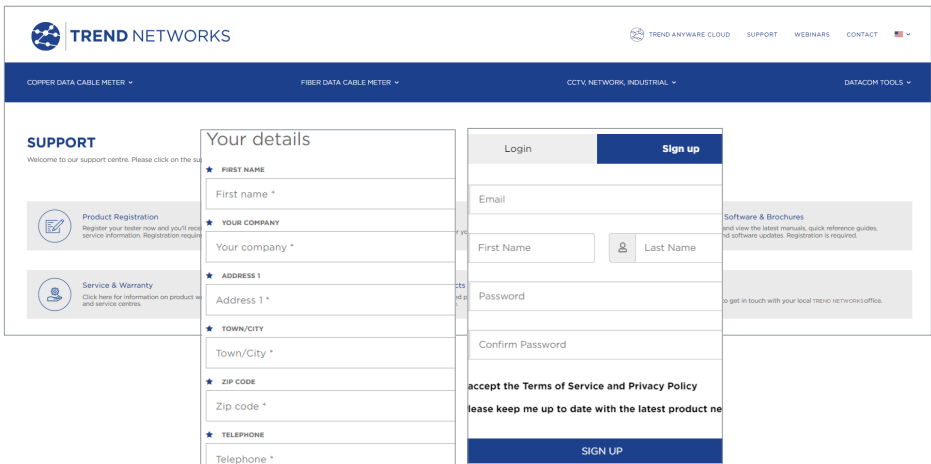 TREND NETWORKS
TREND ANYWARE CLOUD SUPPORT WEBINARS CONTACT
COPPER DATA CABLE METER FIBER DATA CABLE METER CCTV, NETWORK, INDUSTRIAL DATACOM TOOLS
SUPPORT
Welcome to our support centre. Please click on the su
Product Registration
Register your tester now and you'll rece
service information. Registration require
Service & Warranty
Click here for information on product w
and service centres.
Your details
FIRST NAME
First name *
YOUR COMPANY
Your company *
ADDRESS 1
Address 1 *
TOWN/CITY
Town/City *
ZIP CODE
Zip code *
TELEPHONE
Telephone *
cts
Login Sign up
Email
First Name Last Name
Password
Confirm Password
accept the Terms of Service and Privacy Policy
lease keep me up to date with the latest product ne
SIGN UP
Software & Brochures
and view the latest manuals, quick reference guides,
nd software updates. Registration is required.
to get in touch with your local TREND NETWORKS office.